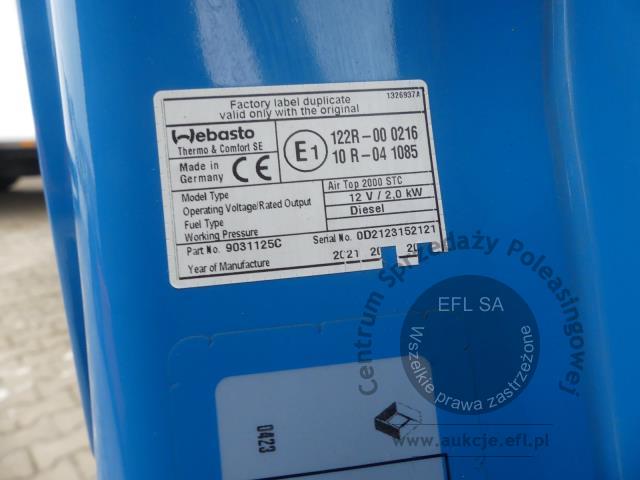 Factory label duplicate
valid only with the original
1326937A
Webasto
Thermo & Comfort SE
E1
122R-00 0216
10 R-04 1085
Made in
Germany
CE
Model Type
Air Top 2000 STC
Operating Voltage/Rated Output
12 V / 2,0 kW
Fuel Type
Diesel
Working Pressure
Part No. 9031125C
Serial No. 0D2123152121
Year of Manufacture
2021
Centrum Sprzedaży Poleasingowej
EFL SA
Wszelkie prawa zastrzeżone
www.aukcje.efl.pl
D423